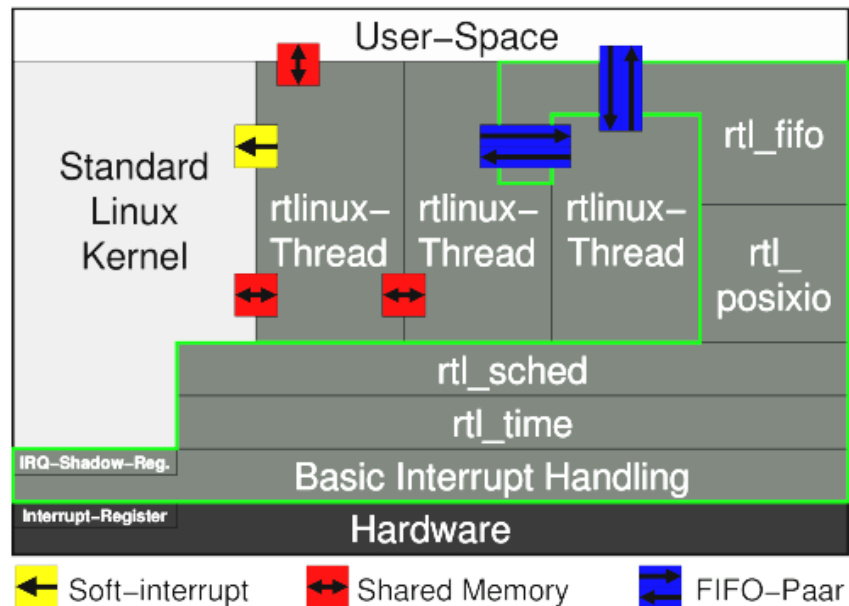 User-Space
Standard
Linux
Kernel
rtlinux-
Thread
rtlinux-
Thread
rtlinux-
Thread
rtl_fifo
rtl_
posixio
rtl_sched
rtl_time
IRQ-Shadow-Reg.
Basic Interrupt Handling
Interrupt-Register
Hardware
Soft-interrupt
Shared Memory
FIFO-Paar